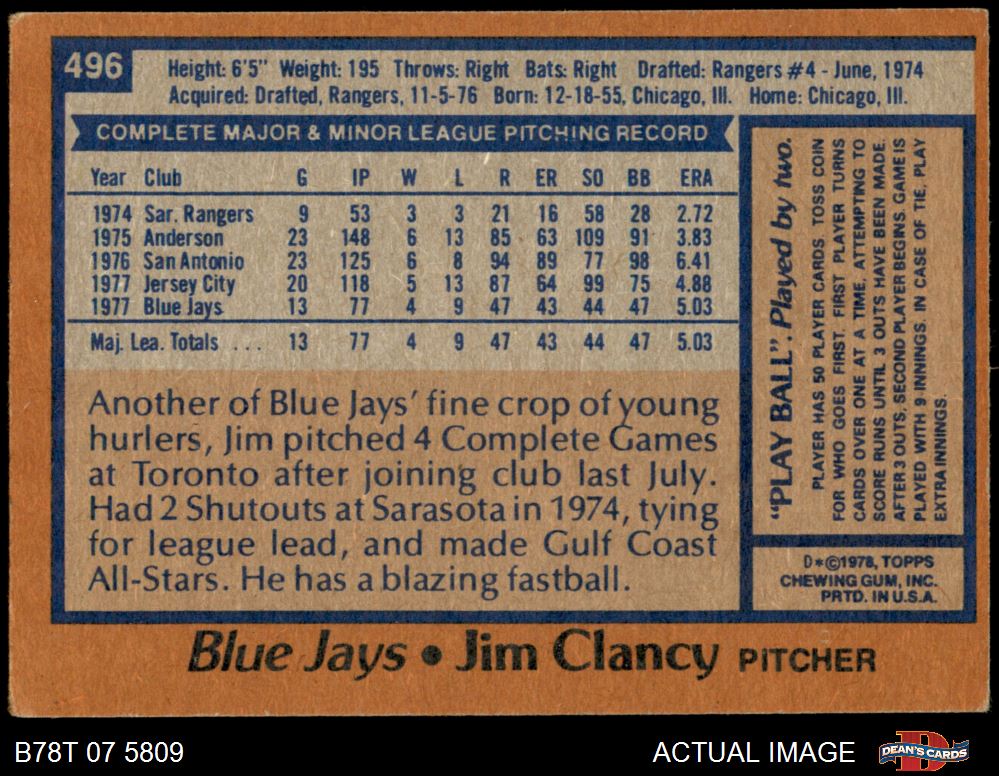 496
Height: 6'5" Weight: 195 Throws: Right Bats: Right Drafted: Rangers #4 - June, 1974
Acquired: Drafted, Rangers, 11-5-76 Born: 12-18-55, Chicago, Ill. Home: Chicago, Ill.
COMPLETE MAJOR & MINOR LEAGUE PITCHING RECORD
Year Club G IP W L R ER SO BB ERA
1974 Sar. Rangers 9 53 3 3 21 16 58 28 2.72
1975 Anderson 23 148 6 13 85 63 109 91 3.83
1976 San Antonio 23 125 6 8 94 89 77 98 6.41
1977 Jersey City 20 118 5 13 87 64 99 75 4.88
1977 Blue Jays 13 77 4 9 47 43 44 47 5.03
Maj. Lea. Totals ... 13 77 4 9 47 43 44 47 5.03
Another of Blue Jays' fine crop of young
hurlers, Jim pitched 4 Complete Games
at Toronto after joining club last July.
Had 2 Shutouts at Sarasota in 1974, tying
for league lead, and made Gulf Coast
All-Stars. He has a blazing fastball.
"PLAY BALL". Played by two.
PLAYER HAS 50 PLAYER CARDS. TOSS COIN
FOR WHO GOES FIRST. FIRST PLAYER TURNS
CARDS OVER ONE AT A TIME, ATTEMPTING TO
SCORE RUNS UNTIL 3 OUTS HAVE BEEN MADE.
AFTER 3 OUTS, SECOND PLAYER BEGINS. GAME IS
PLAYED WITH 9 INNINGS. IN CASE OF TIE, PLAY
EXTRA INNINGS.
D*©1978, TOPPS
CHEWING GUM, INC.
PRTD. IN U.S.A.
Blue Jays • Jim Clancy PITCHER
B78T 07 5809
ACTUAL IMAGE
DEAN'S CARDS